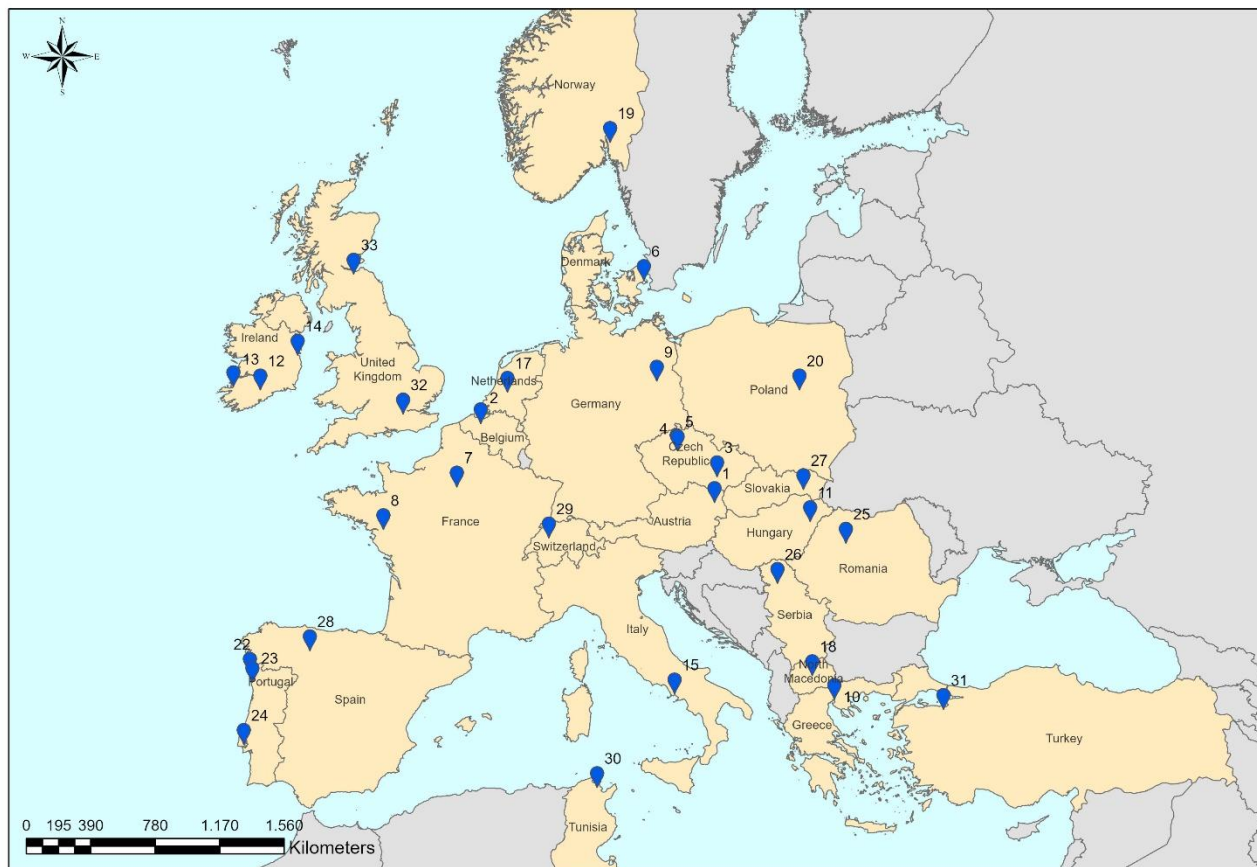 N
W
E
S
Norway
19
33
6
Denmark
14
Ireland
13
12
United
Kingdom
32
17
Netherlands
2
Belgium
9
Germany
20
Poland
4
5
Czech
Republic
3
1
27
Slovakia
11
7
8
France
29
Switzerland
Austria
Hungary
25
Romania
26
Serbia
28
22
23
Portugal
Spain
24
Italy
15
18
North
Macedonia
10
Greece
31
Turkey
30
Tunisia
0 195 390 780 1.170 1.560
Kilometers